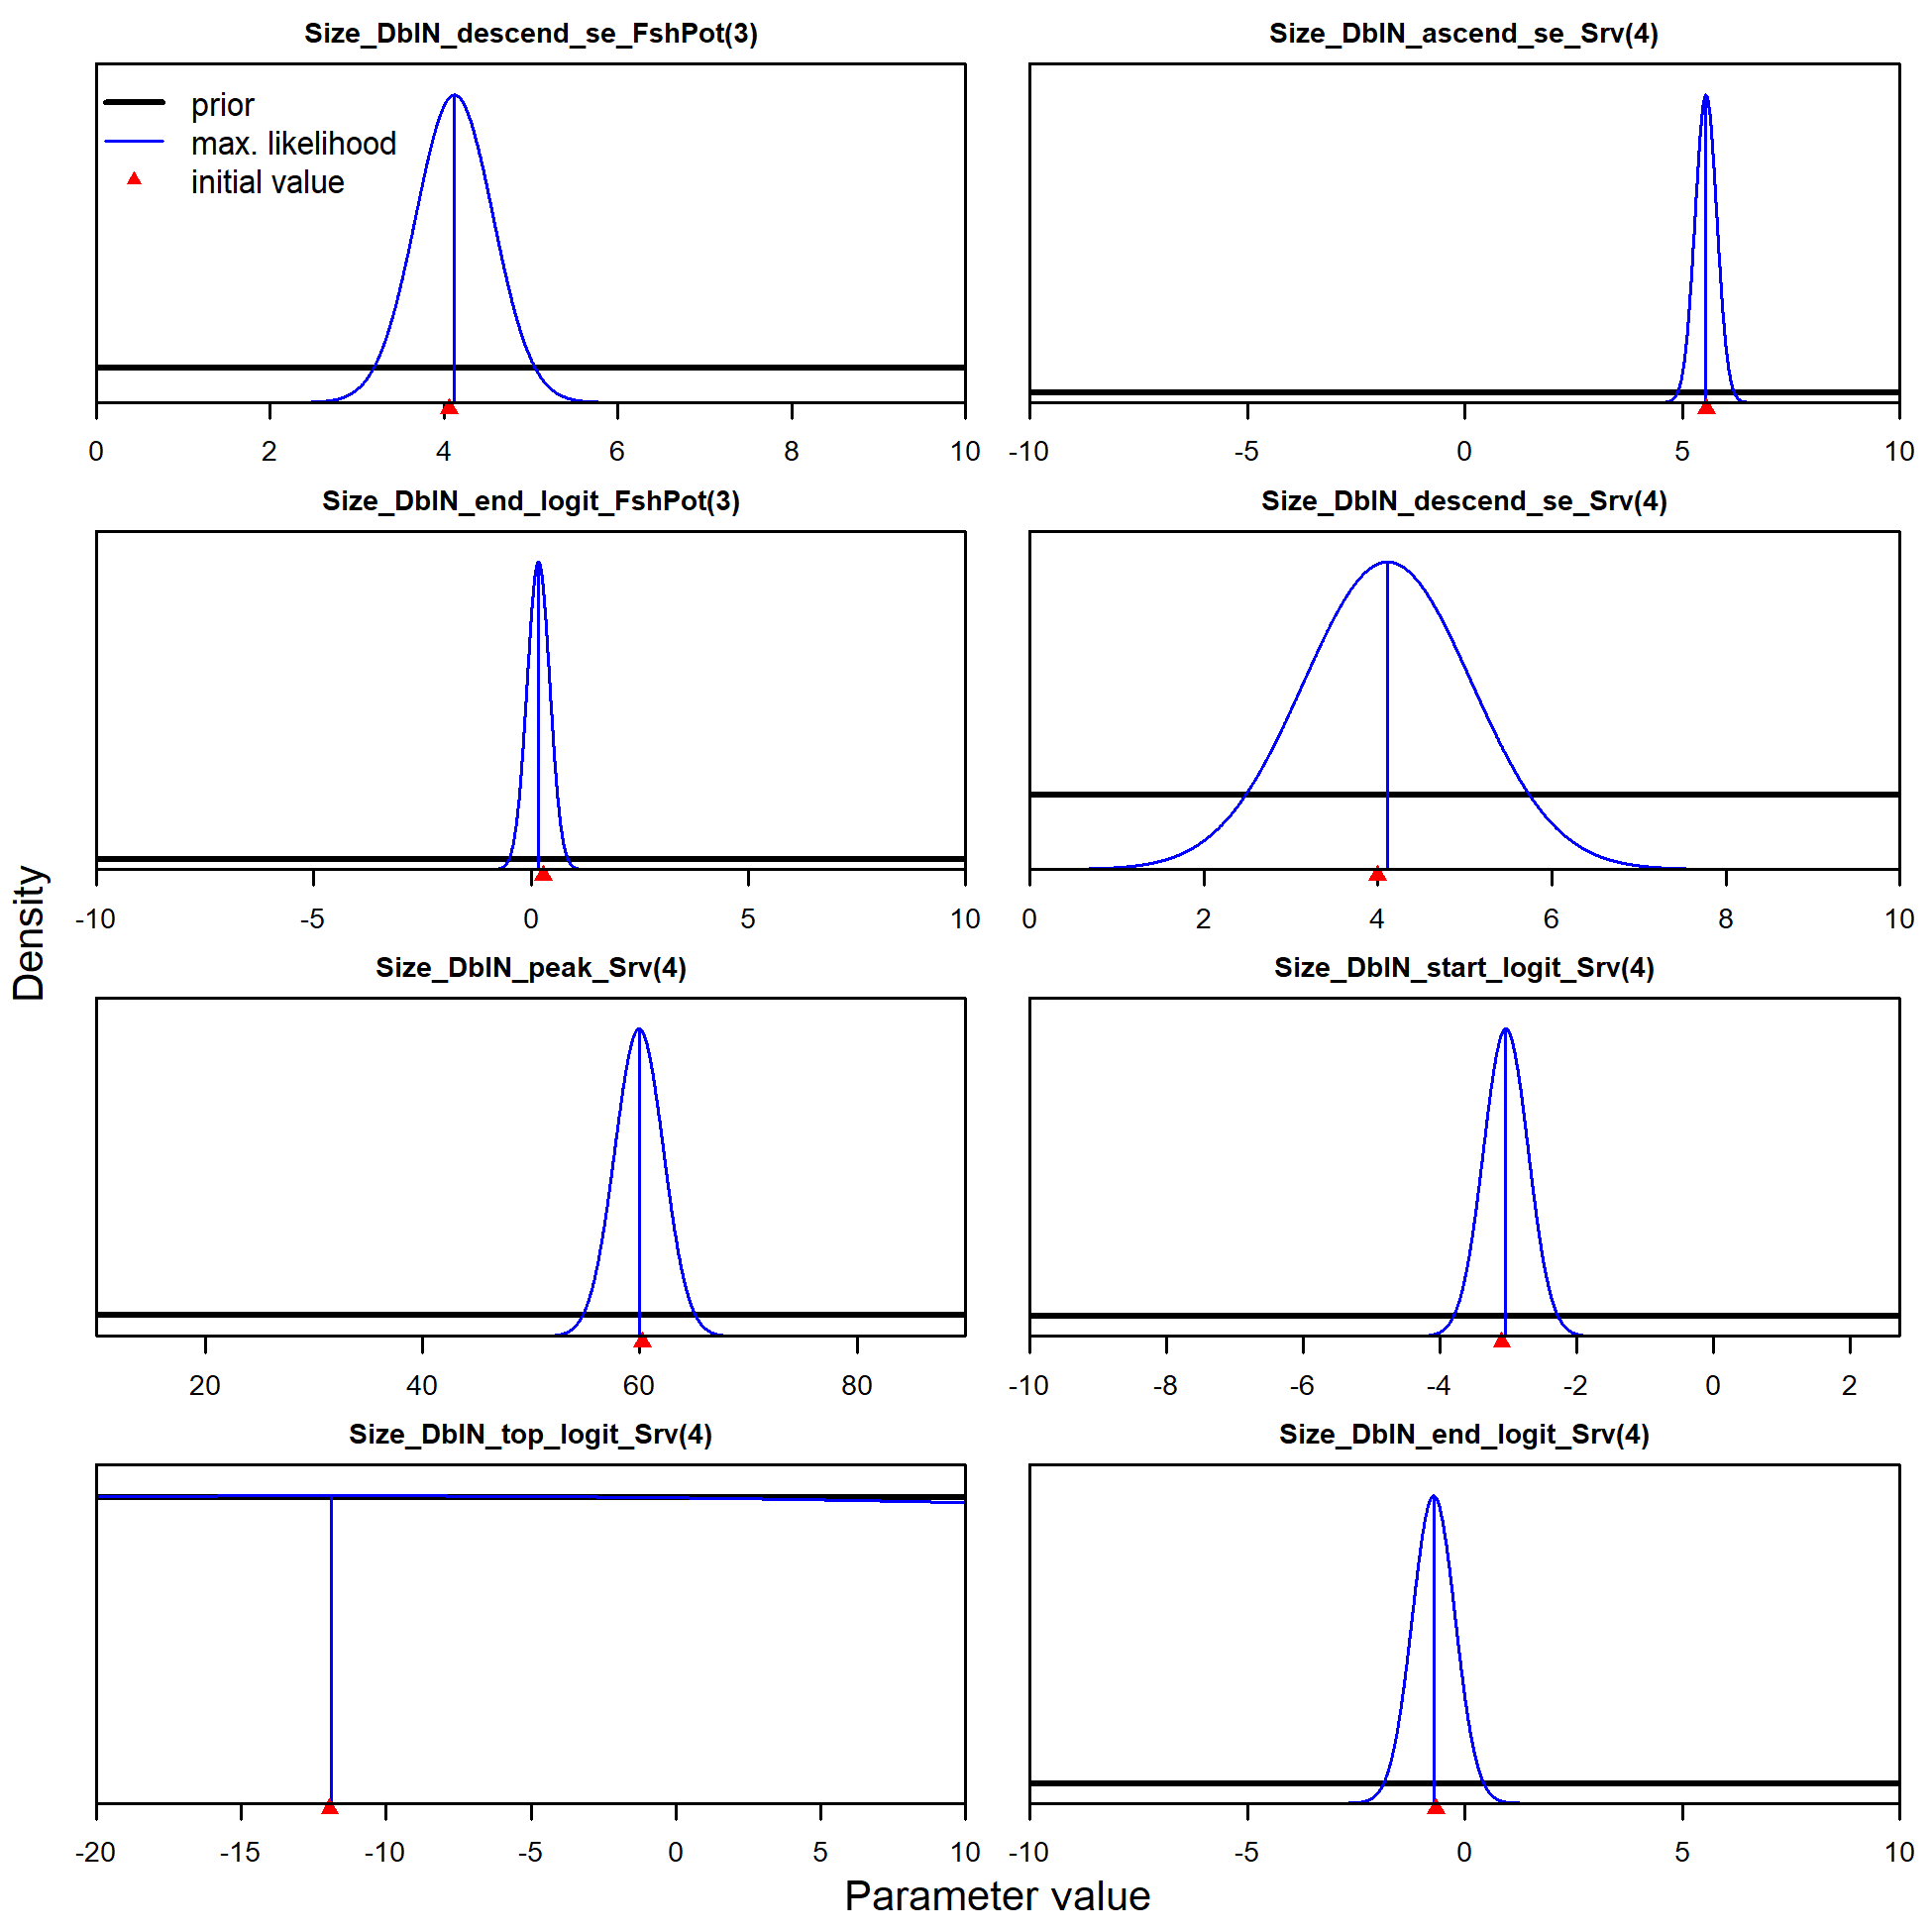 Size_DblN_descend_se_FshPot(3)
prior
max. likelihood
initial value
0 2 4 6 8 10
Size_DblN_ascend_se_Srv(4)
-10 -5 0 5 10
Size_DblN_end_logit_FshPot(3)
-10 -5 0 5 10
Size_DblN_descend_se_Srv(4)
0 2 4 6 8 10
Size_DblN_peak_Srv(4)
20 40 60 80
Size_DblN_start_logit_Srv(4)
-10 -8 -6 -4 -2 0 2
Size_DblN_top_logit_Srv(4)
-20 -15 -10 -5 0 5 10
Size_DblN_end_logit_Srv(4)
-10 -5 0 5 10
Density
Parameter value